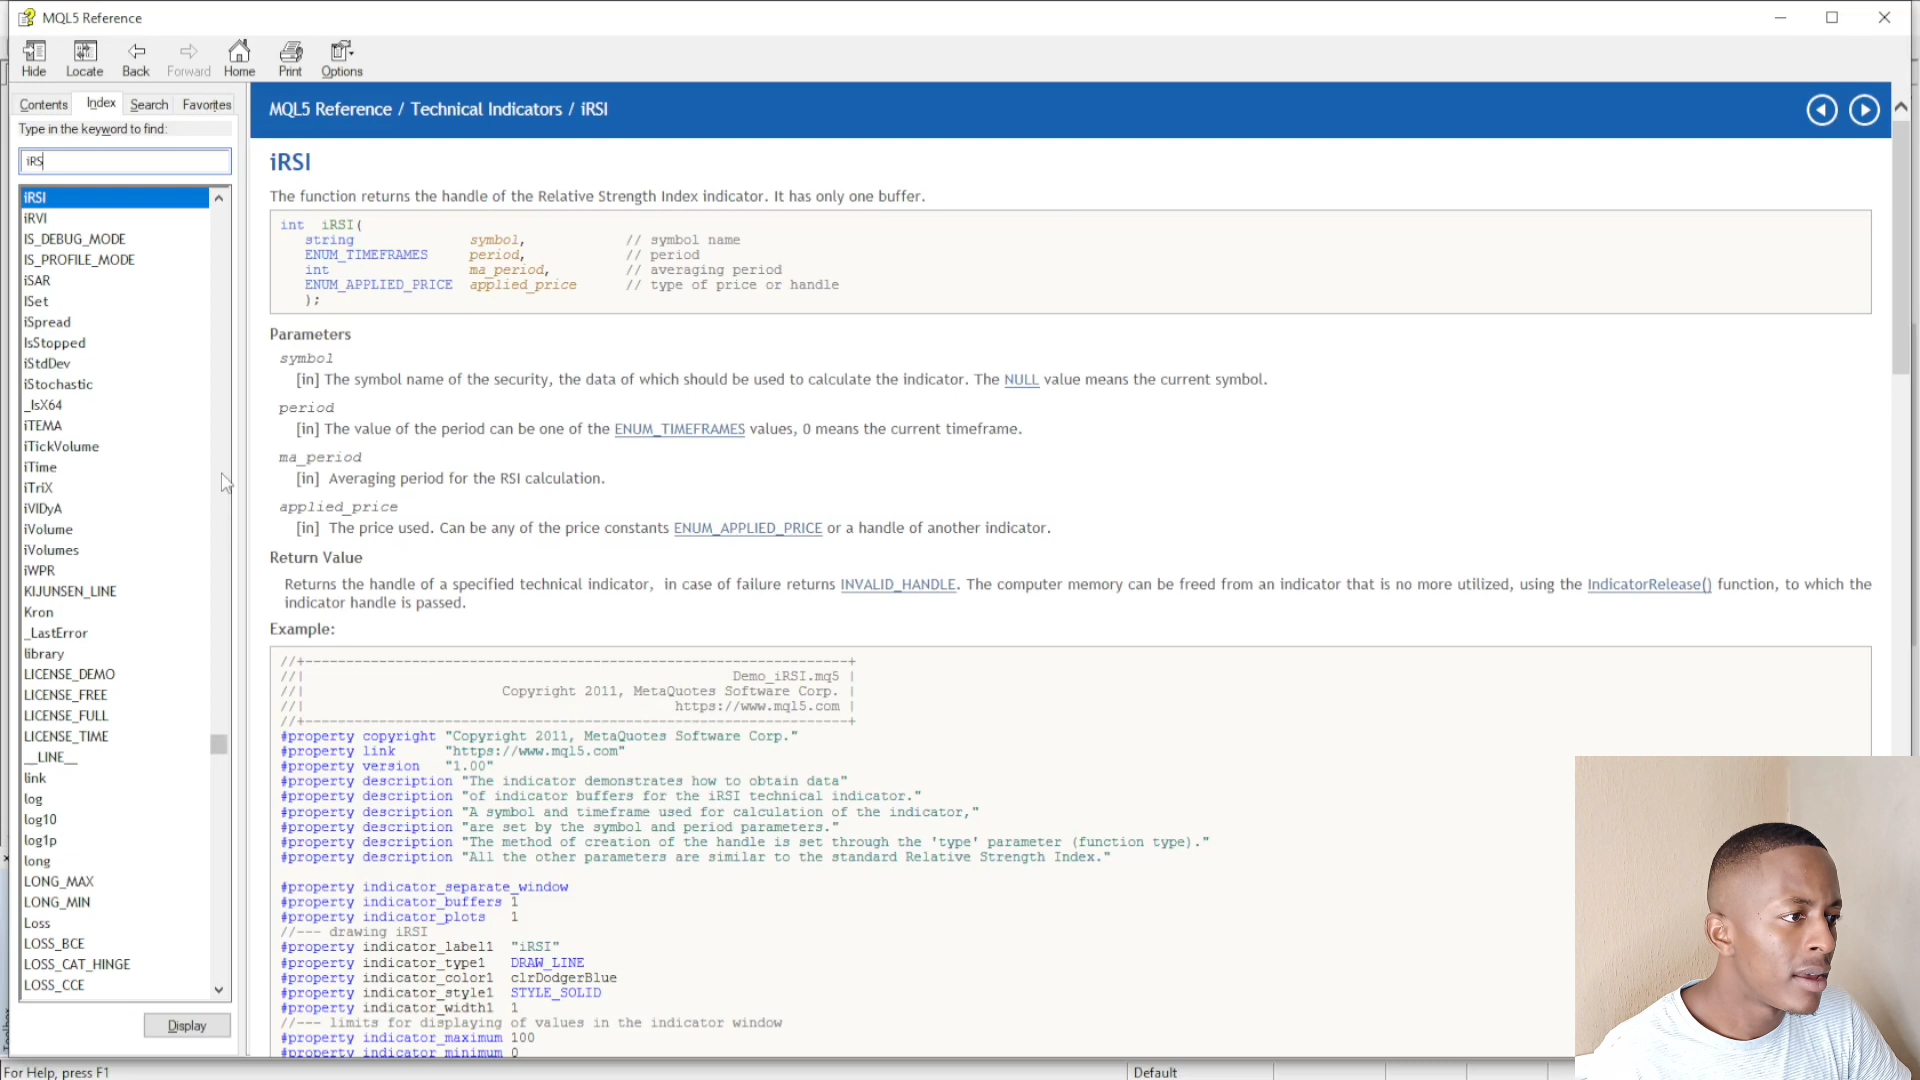 MQL5 Reference
Hide Locate Back Forward Home Print Options
Contents Index Search Favorites
Type in the keyword to find:
iRS
iRSI
iRVI
IS_DEBUG_MODE
IS_PROFILE_MODE
iSAR
ISet
iSpread
IsStopped
iStdDev
iStochastic
_IsX64
iTEMA
iTickVolume
iTime
iTriX
iVIDyA
iVolume
iVolumes
iWPR
KIJUNSEN_LINE
Kron
_LastError
library
LICENSE_DEMO
LICENSE_FREE
LICENSE_FULL
LICENSE_TIME
__LINE__
link
log
log10
log1p
long
LONG_MAX
LONG_MIN
Loss
LOSS_BCE
LOSS_CAT_HINGE
LOSS_CCE
Display
MQL5 Reference / Technical Indicators / iRSI
iRSI
The function returns the handle of the Relative Strength Index indicator. It has only one buffer.
int iRSI(
string symbol, // symbol name
ENUM_TIMEFRAMES period, // period
int ma_period, // averaging period
ENUM_APPLIED_PRICE applied_price // type of price or handle
);
Parameters
symbol
[in] The symbol name of the security, the data of which should be used to calculate the indicator. The NULL value means the current symbol.
period
[in] The value of the period can be one of the ENUM_TIMEFRAMES values, 0 means the current timeframe.
ma_period
[in] Averaging period for the RSI calculation.
applied_price
[in] The price used. Can be any of the price constants ENUM_APPLIED_PRICE or a handle of another indicator.
Return Value
Returns the handle of a specified technical indicator, in case of failure returns INVALID_HANDLE. The computer memory can be freed from an indicator that is no more utilized, using the IndicatorRelease() function, to which the
indicator handle is passed.
Example:
//+------------------------------------------------------------------+
//| Demo_iRSI.mq5 |
//| Copyright 2011, MetaQuotes Software Corp. |
//| https://www.mql5.com |
//+------------------------------------------------------------------+
#property copyright "Copyright 2011, MetaQuotes Software Corp."
#property link "https://www.mql5.com"
#property version "1.00"
#property description "The indicator demonstrates how to obtain data"
#property description "of indicator buffers for the iRSI technical indicator."
#property description "A symbol and timeframe used for calculation of the indicator,"
#property description "are set by the symbol and period parameters."
#property description "The method of creation of the handle is set through the 'type' parameter (function type)."
#property description "All the other parameters are similar to the standard Relative Strength Index."
#property indicator_separate_window
#property indicator_buffers 1
#property indicator_plots 1
//--- drawing iRSI
#property indicator_label1 "iRSI"
#property indicator_type1 DRAW_LINE
#property indicator_color1 clrDodgerBlue
#property indicator_style1 STYLE_SOLID
#property indicator_width1 1
//--- limits for displaying of values in the indicator window
#property indicator_maximum 100
#property indicator_minimum 0
For Help, press F1
Default